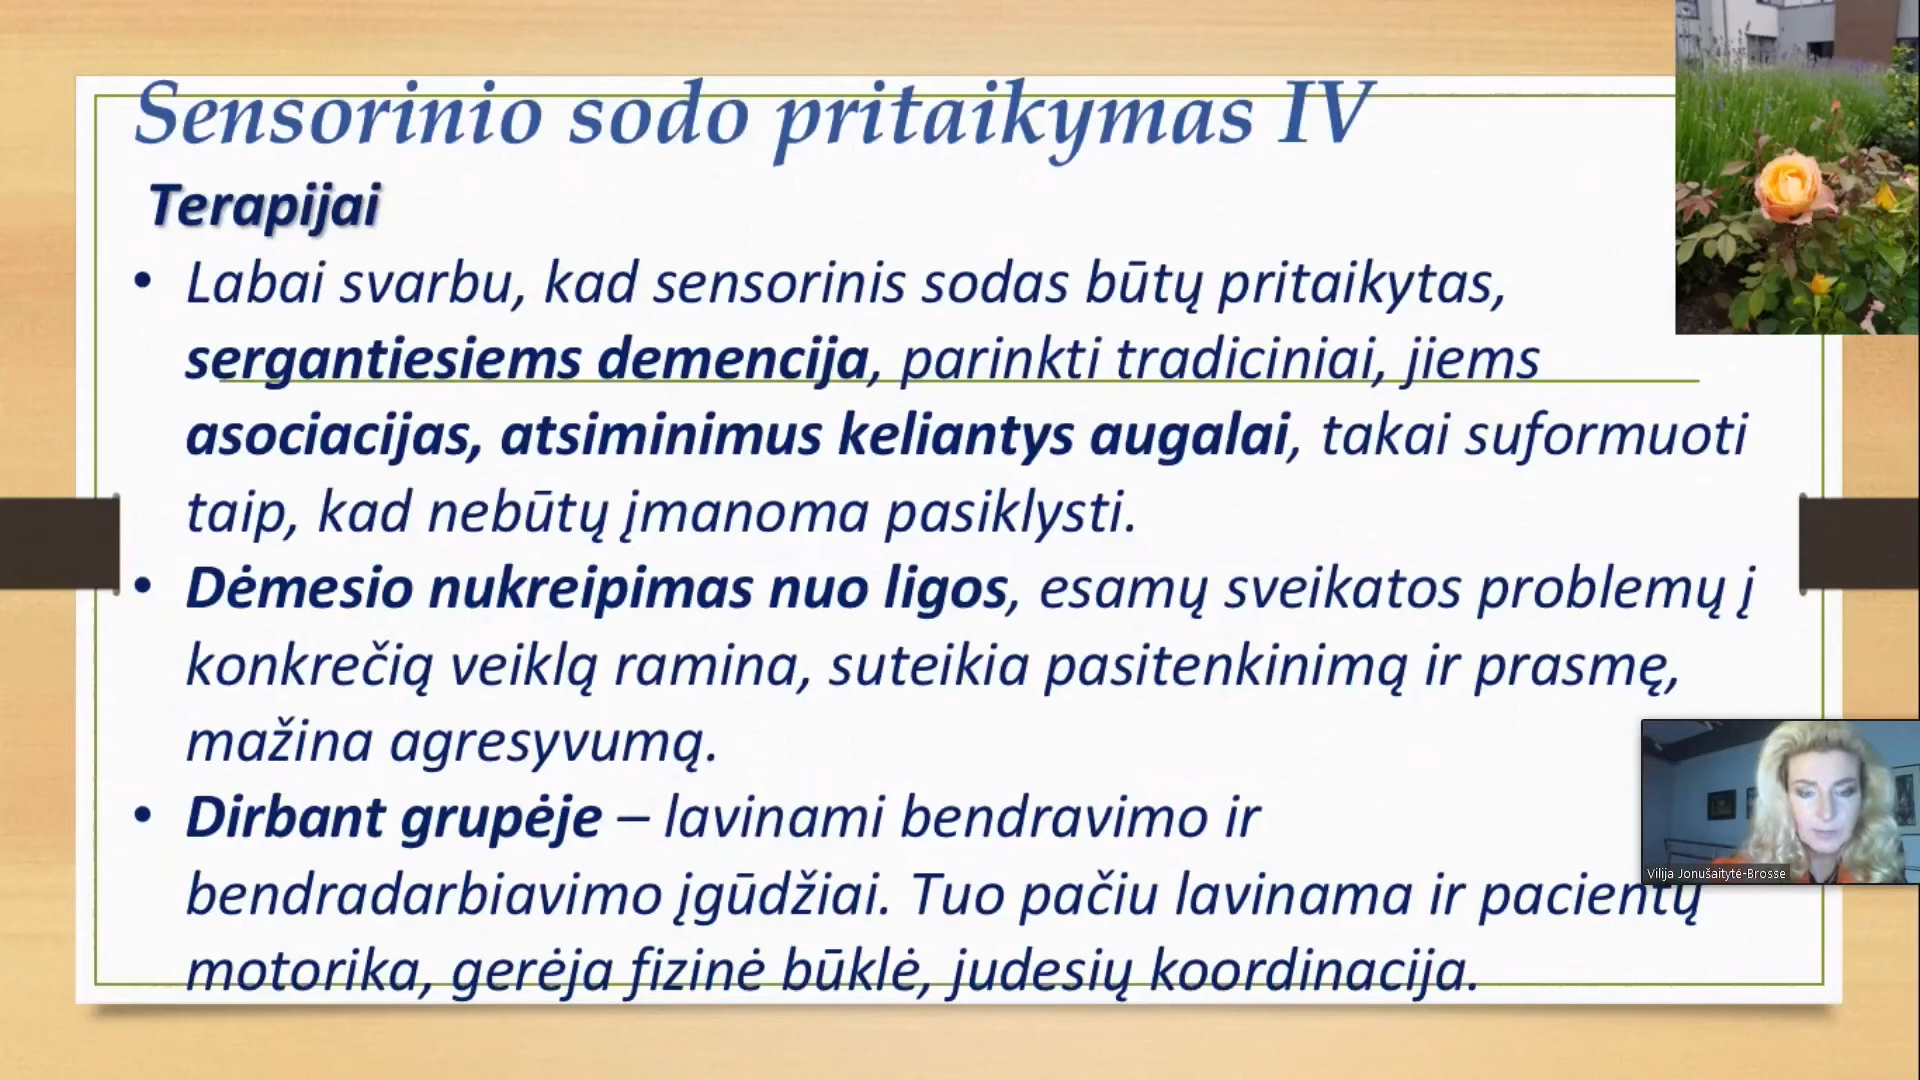 Sensorinio sodo pritaikymas IV
Terapijai
• Labai svarbu, kad sensorinis sodas būtų pritaikytas,
sergantiesiems demencija, parinkti tradiciniai, jiems
asociacijas, atsiminimus keliantys augalai, takai suformuoti
taip, kad nebūtų įmanoma pasiklysti.
• Dėmesio nukreipimas nuo ligos, esamų sveikatos problemų į
konkrečią veiklą ramina, suteikia pasitenkinimą ir prasmę,
mažina agresyvumą.
• Dirbant grupėje – lavinami bendravimo ir
bendradarbiavimo įgūdžiai. Tuo pačiu lavinama ir pacientų
motorika, gerėja fizinė būklė, judesių koordinacija.
Vilija Jonušaitytė-Brosse